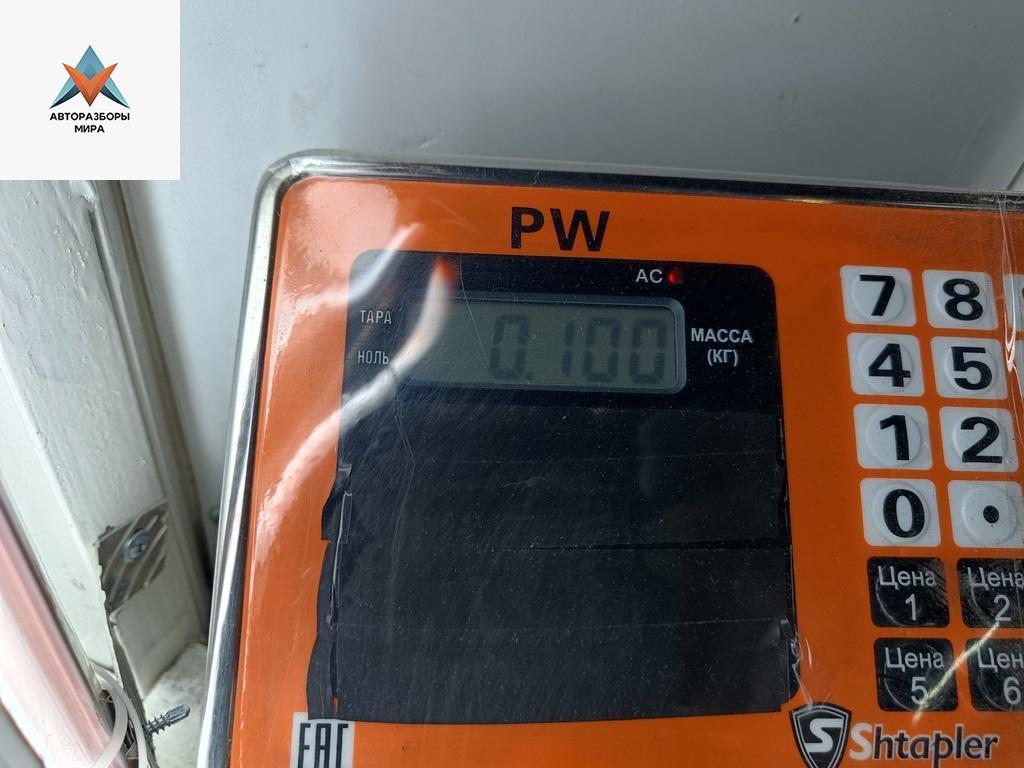 АВТОРАЗБОРЫ
МИРА
PW
AC
ТАРА
НОЛЬ
0.100
МАССА
(КГ)
7 8
4 5
1 2
0 .
Цена
1
Цена
2
Цена
5
Цен
6
EAC
S Shtapler